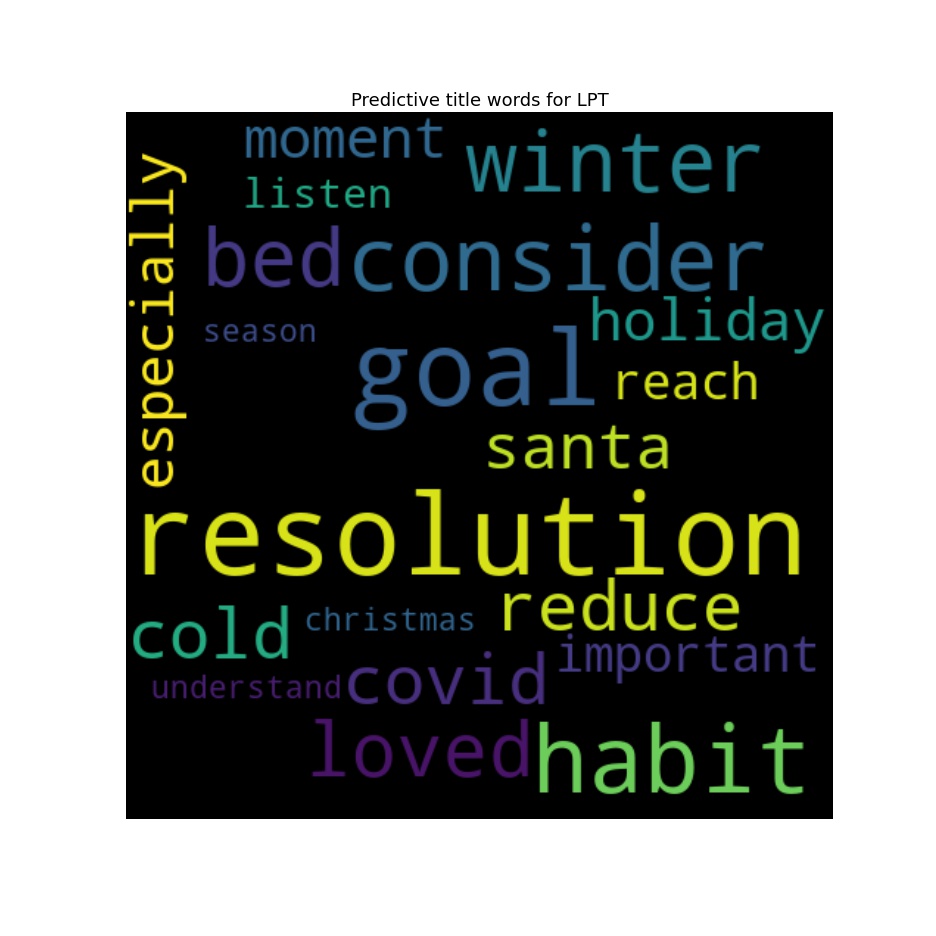 Predictive title words for LPT
moment
winter
listen
especially
bed
consider
holiday
season
goal
reach
santa
resolution
reduce
cold
christmas
important
understand
covid
loved
habit